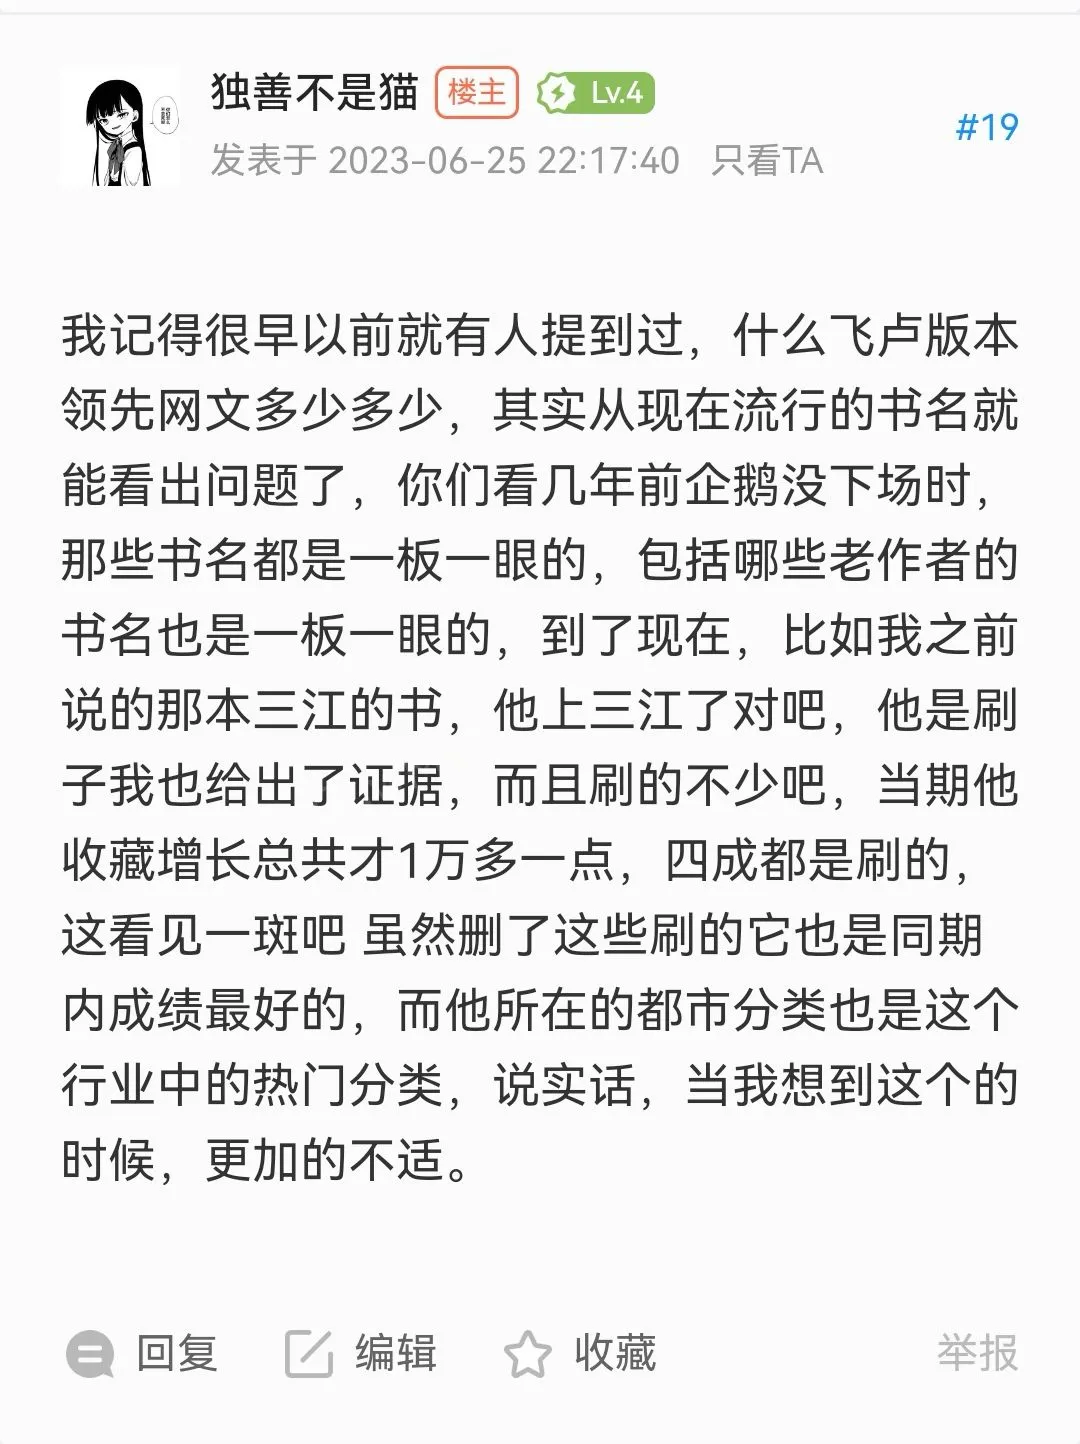 独善不是猫 楼主 Lv.4
#19
发表于 2023-06-25 22:17:40 只看TA
我记得很早以前就有人提到过，什么飞卢版本
领先网文多少多少，其实从现在流行的书名就
能看出问题了，你们看几年前企鹅没下场时，
那些书名都是一板一眼的，包括哪些老作者的
书名也是一板一眼的，到了现在，比如我之前
说的那本三江的书，他上三江了对吧，他是刷
子我也给出了证据，而且刷的不少吧，当期他
收藏增长总共才1万多一点，四成都是刷的，
这看见一斑吧 虽然删了这些刷的它也是同期
内成绩最好的，而他所在的都市分类也是这个
行业中的热门分类，说实话，当我想到这个的
时候，更加的不适。
回复 编辑 收藏 举报